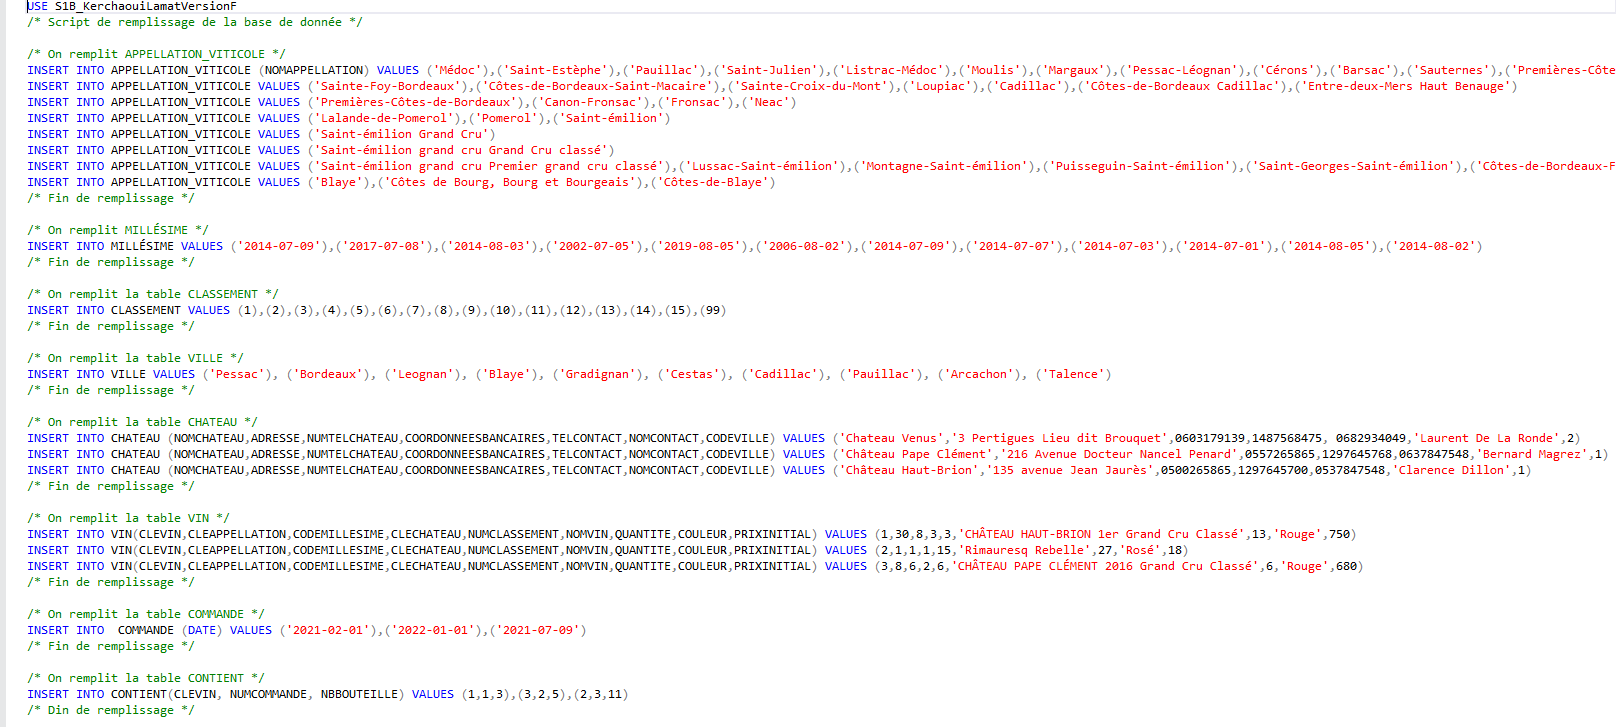 USE S1B_KerchaouiLamatVersionF
/* Script de remplissage de la base de donnée */
/* On remplit APPELLATION_VITICOLE */
INSERT INTO APPELLATION_VITICOLE (NOMAPPELLATION) VALUES ('Médoc'),('Saint-Estèphe'),('Pauillac'),('Saint-Julien'),('Listrac-Médoc'),('Moulis'),('Margaux'),('Pessac-Léognan'),('Cérons'),('Barsac'),('Sauternes'),('Premières-Côte
INSERT INTO APPELLATION_VITICOLE VALUES ('Sainte-Foy-Bordeaux'),('Côtes-de-Bordeaux-Saint-Macaire'),('Sainte-Croix-du-Mont'),('Loupiac'),('Cadillac'),('Côtes-de-Bordeaux Cadillac'),('Entre-deux-Mers Haut Benauge')
INSERT INTO APPELLATION_VITICOLE VALUES ('Premières-Côtes-de-Bordeaux'),('Canon-Fronsac'),('Fronsac'),('Neac')
INSERT INTO APPELLATION_VITICOLE VALUES ('Lalande-de-Pomerol'),('Pomerol'),('Saint-émilion')
INSERT INTO APPELLATION_VITICOLE VALUES ('Saint-émilion Grand Cru')
INSERT INTO APPELLATION_VITICOLE VALUES ('Saint-émilion grand cru Grand Cru classé')
INSERT INTO APPELLATION_VITICOLE VALUES ('Saint-émilion grand cru Premier grand cru classé'),('Lussac-Saint-émilion'),('Montagne-Saint-émilion'),('Puisseguin-Saint-émilion'),('Saint-Georges-Saint-émilion'),('Côtes-de-Bordeaux-F
INSERT INTO APPELLATION_VITICOLE VALUES ('Blaye'),('Côtes de Bourg, Bourg et Bourgeais'),('Côtes-de-Blaye')
/* Fin de remplissage */
/* On remplit MILLÉSIME */
INSERT INTO MILLÉSIME VALUES ('2014-07-09'),('2017-07-08'),('2014-08-03'),('2002-07-05'),('2019-08-05'),('2006-08-02'),('2014-07-09'),('2014-07-07'),('2014-07-03'),('2014-07-01'),('2014-08-05'),('2014-08-02')
/* Fin de remplissage */
/* On remplit la table CLASSEMENT */
INSERT INTO CLASSEMENT VALUES (1),(2),(3),(4),(5),(6),(7),(8),(9),(10),(11),(12),(13),(14),(15),(99)
/* Fin de remplissage */
/* On remplit la table VILLE */
INSERT INTO VILLE VALUES ('Pessac'), ('Bordeaux'), ('Leognan'), ('Blaye'), ('Gradignan'), ('Cestas'), ('Cadillac'), ('Pauillac'), ('Arcachon'), ('Talence')
/* Fin de remplissage */
/* On remplit la table CHATEAU */
INSERT INTO CHATEAU (NOMCHATEAU,ADRESSE,NUMTELCHATEAU,COORDONNEESBANCAIRES,TELCONTACT,NOMCONTACT,CODEVILLE) VALUES ('Chateau Venus','3 Pertigues Lieu dit Brouquet',0603179139,1487568475, 0682934049,'Laurent De La Ronde',2)
INSERT INTO CHATEAU (NOMCHATEAU,ADRESSE,NUMTELCHATEAU,COORDONNEESBANCAIRES,TELCONTACT,NOMCONTACT,CODEVILLE) VALUES ('Château Pape Clément','216 Avenue Docteur Nancel Penard',0557265865,1297645768,0637847548,'Bernard Magrez',1)
INSERT INTO CHATEAU (NOMCHATEAU,ADRESSE,NUMTELCHATEAU,COORDONNEESBANCAIRES,TELCONTACT,NOMCONTACT,CODEVILLE) VALUES ('Château Haut-Brion','135 avenue Jean Jaurès',0500265865,1297645700,0537847548,'Clarence Dillon',1)
/* Fin de remplissage */
/* On remplit la table VIN */
INSERT INTO VIN(CLEVIN,CLEAPPELLATION,CODEMILLESIME,CLECHATEAU,NUMCLASSEMENT,NOMVIN,QUANTITE,COULEUR,PRIXINITIAL) VALUES (1,30,8,3,3,'CHÂTEAU HAUT-BRION 1er Grand Cru Classé',13,'Rouge',750)
INSERT INTO VIN(CLEVIN,CLEAPPELLATION,CODEMILLESIME,CLECHATEAU,NUMCLASSEMENT,NOMVIN,QUANTITE,COULEUR,PRIXINITIAL) VALUES (2,1,1,1,15,'Rimauresq Rebelle',27,'Rosé',18)
INSERT INTO VIN(CLEVIN,CLEAPPELLATION,CODEMILLESIME,CLECHATEAU,NUMCLASSEMENT,NOMVIN,QUANTITE,COULEUR,PRIXINITIAL) VALUES (3,8,6,2,6,'CHÂTEAU PAPE CLÉMENT 2016 Grand Cru Classé',6,'Rouge',680)
/* Fin de remplissage */
/* On remplit la table COMMANDE */
INSERT INTO  COMMANDE (DATE) VALUES ('2021-02-01'),('2022-01-01'),('2021-07-09')
/* Fin de remplissage */
/* On remplit la table CONTIENT */
INSERT INTO CONTIENT(CLEVIN, NUMCOMMANDE, NBBOUTEILLE) VALUES (1,1,3),(3,2,5),(2,3,11)
/* Din de remplissage */